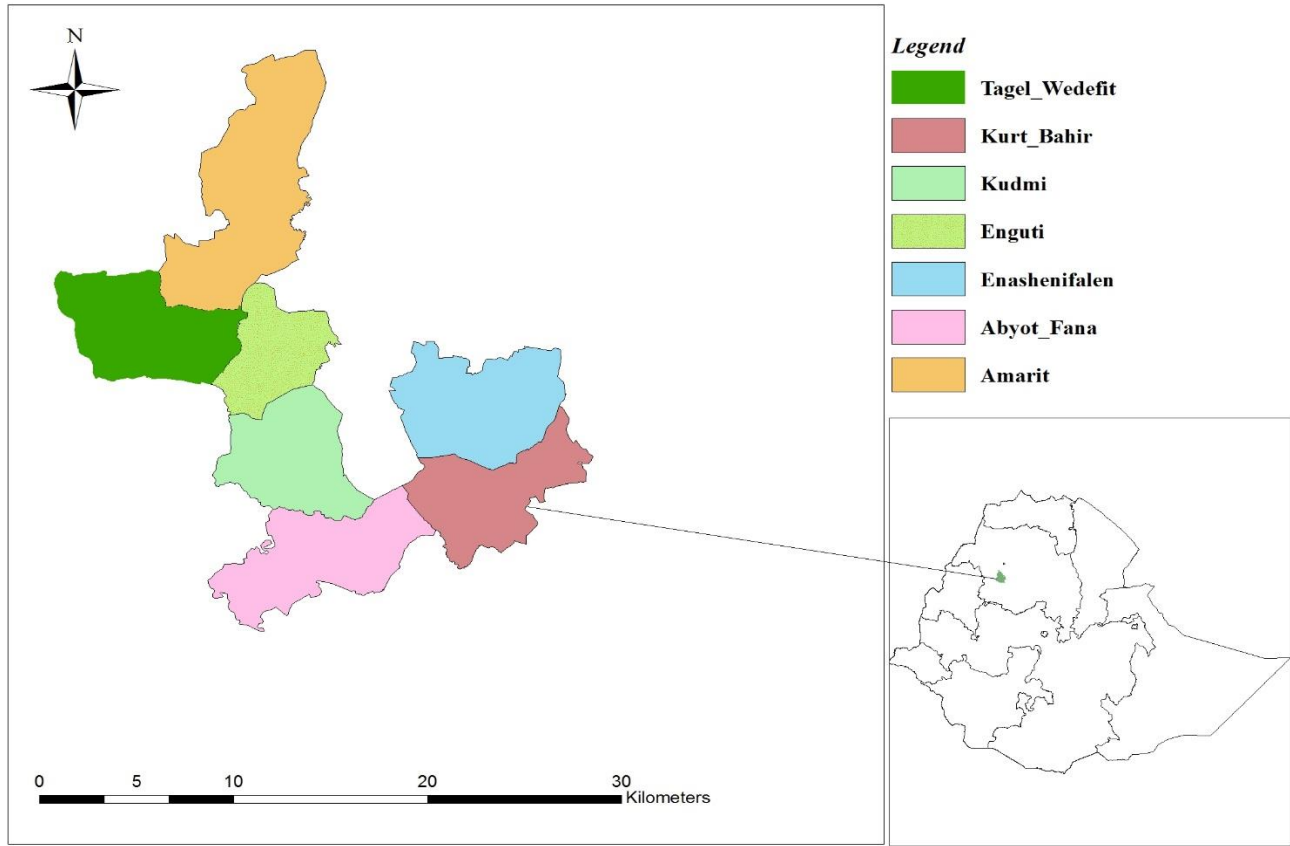 N
Legend
Tagel_Wedefit
Kurt_Bahir
Kudmi
Enguti
Enashenifalen
Abyot_Fana
Amarit
0 5 10 20 30
Kilometers